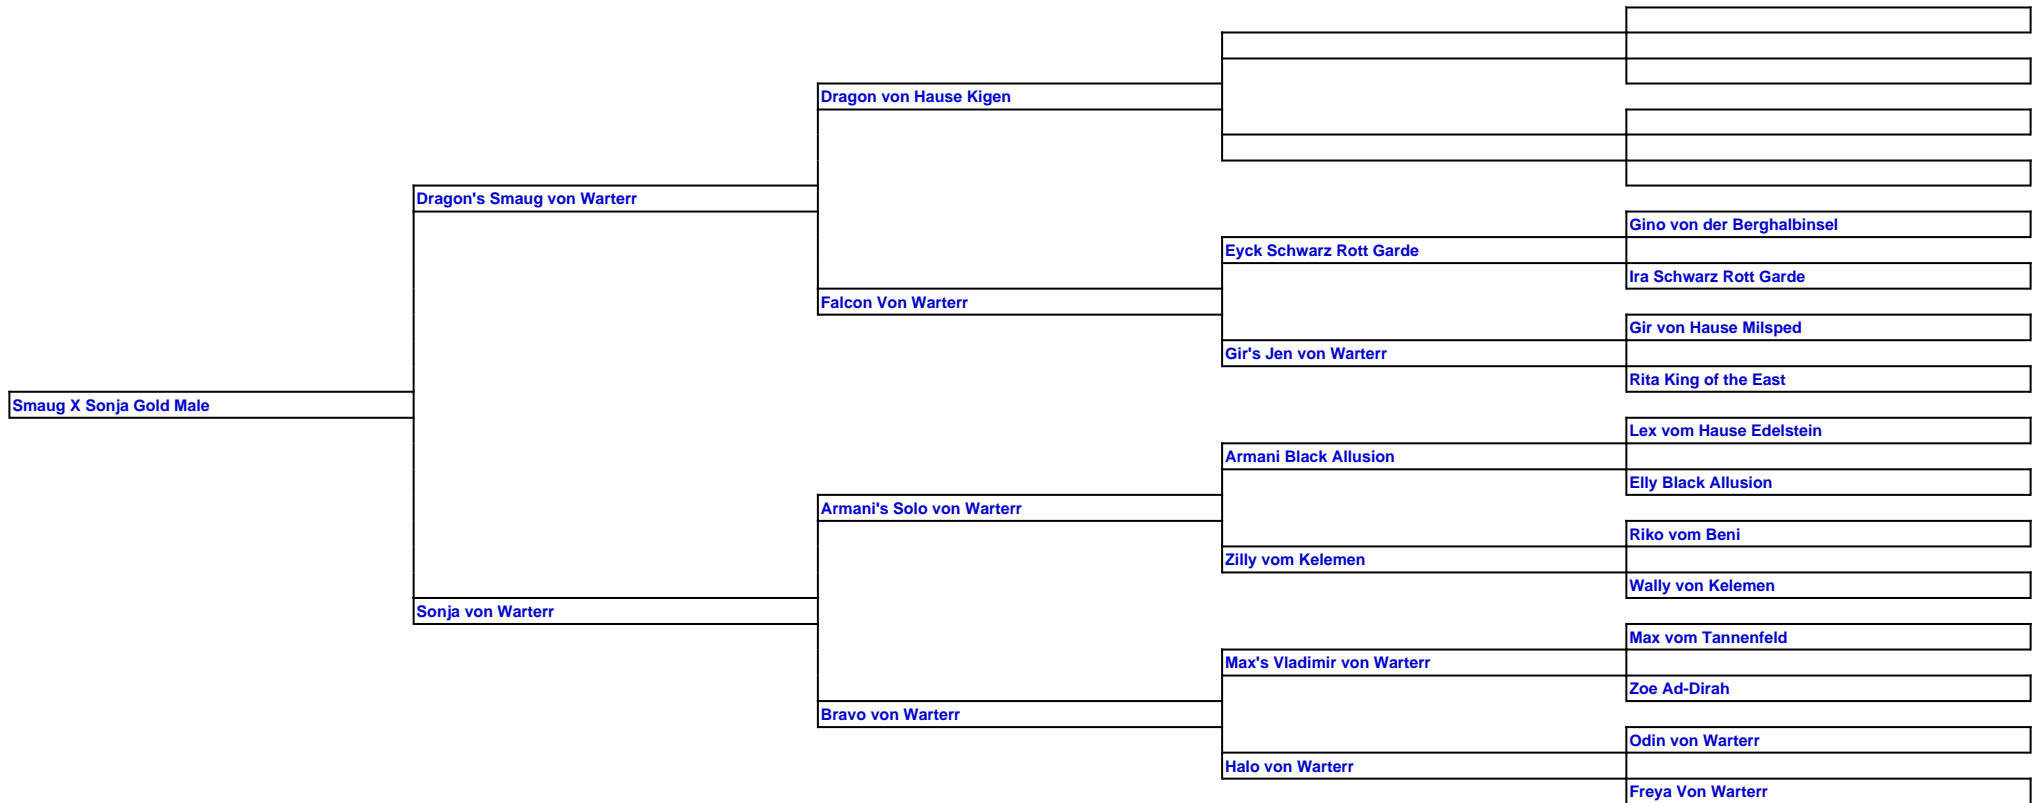 Dragon von Hause Kigen
Dragon's Smaug von Warterr
Gino von der Berghalbinsel
Eyck Schwarz Rott Garde
Ira Schwarz Rott Garde
Falcon Von Warterr
Gir von Hause Milsped
Gir's Jen von Warterr
Rita King of the East
Smaug X Sonja Gold Male
Lex vom Hause Edelstein
Armani Black Allusion
Elly Black Allusion
Armani's Solo von Warterr
Riko vom Beni
Zilly vom Kelemen
Wally von Kelemen
Sonja von Warterr
Max vom Tannenfeld
Max's Vladimir von Warterr
Zoe Ad-Dirah
Bravo von Warterr
Odin von Warterr
Halo von Warterr
Freya Von Warterr